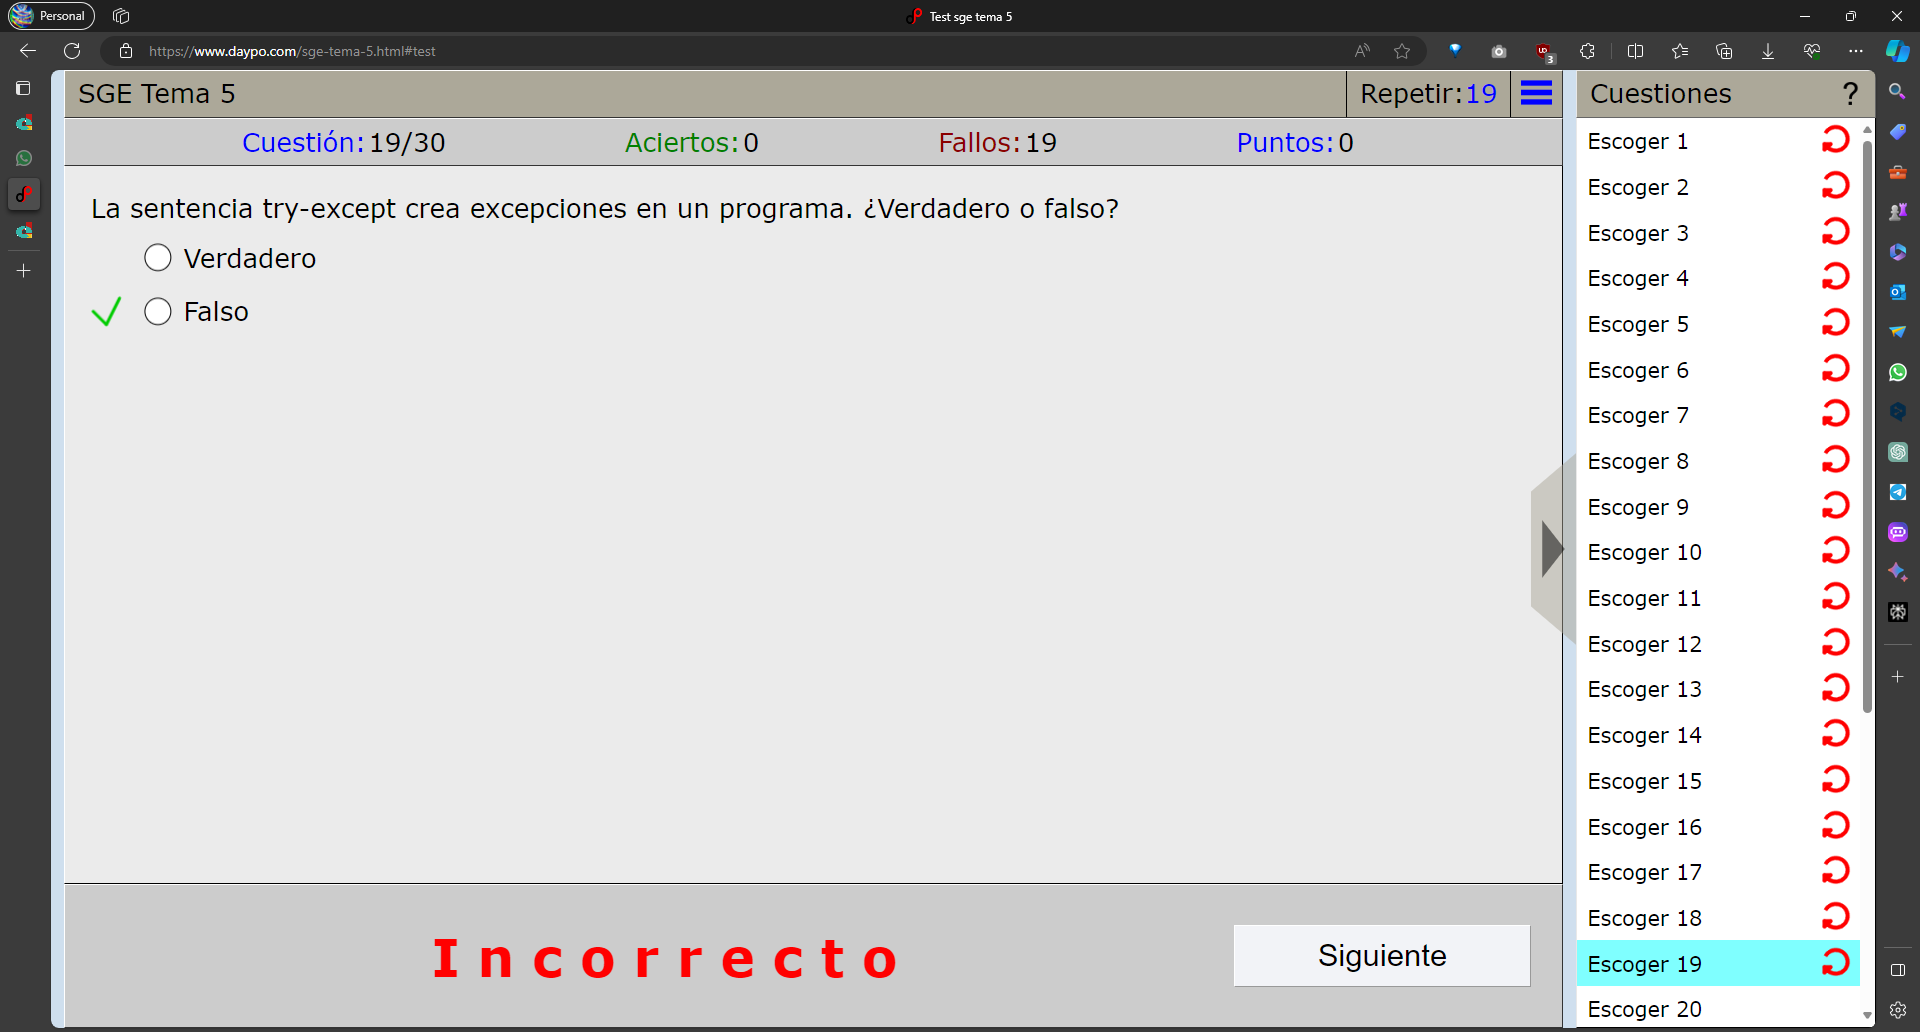 Personal
Test sge tema 5
https://www.daypo.com/sge-tema-5.html#test
3
SGE Tema 5
Repetir:19
Cuestiones
?
Cuestión:19/30
Aciertos:0
Fallos:19
Puntos:0
La sentencia try-except crea excepciones en un programa. ¿Verdadero o falso?
Verdadero
Falso
Incorrecto
Siguiente
Escoger 1
Escoger 2
Escoger 3
Escoger 4
Escoger 5
Escoger 6
Escoger 7
Escoger 8
Escoger 9
Escoger 10
Escoger 11
Escoger 12
Escoger 13
Escoger 14
Escoger 15
Escoger 16
Escoger 17
Escoger 18
Escoger 19
Escoger 20